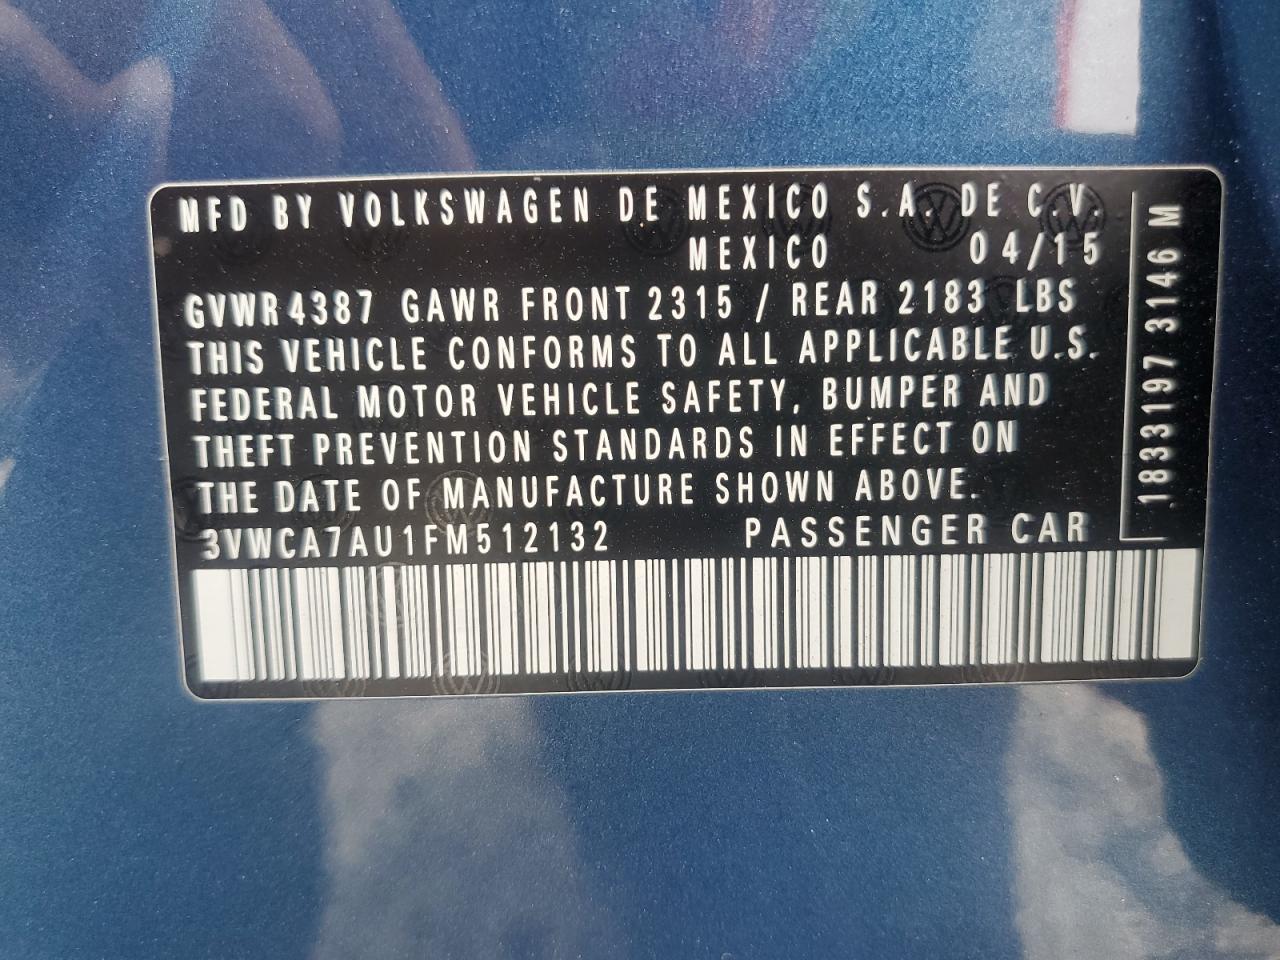 MFD BY VOLKSWAGEN DE MEXICO S.A. DE C.V.
MEXICO 04/15
GVWR 4387 GAWR FRONT 2315 / REAR 2183 LBS
THIS VEHICLE CONFORMS TO ALL APPLICABLE U.S.
FEDERAL MOTOR VEHICLE SAFETY, BUMPER AND
THEFT PREVENTION STANDARDS IN EFFECT ON
THE DATE OF MANUFACTURE SHOWN ABOVE.
3VWCA7AU1FM512132 PASSENGER CAR
1833197 3146 M